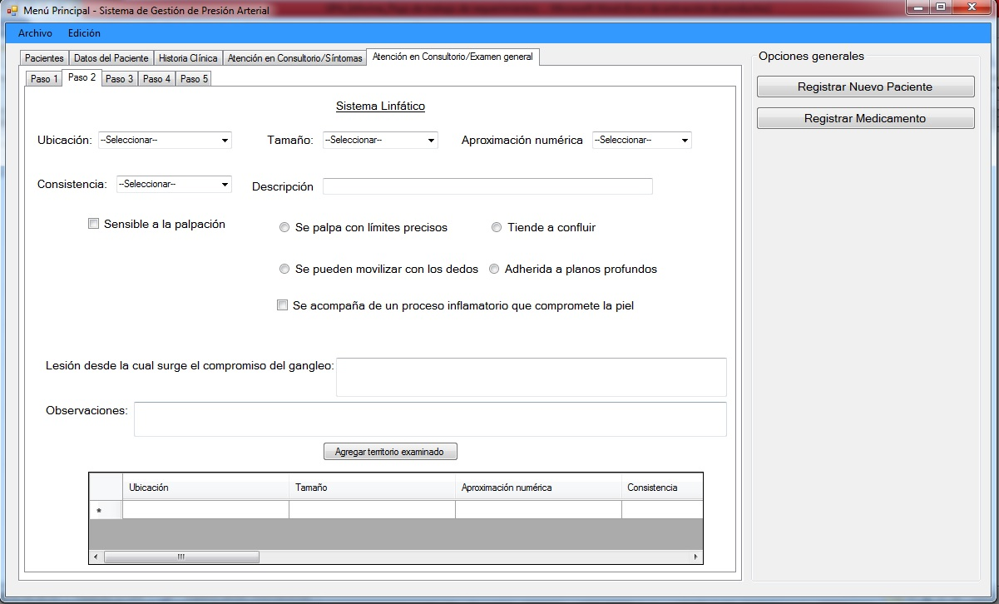 Menú Principal - Sistema de Gestión de Presión Arterial
Archivo Edición
Pacientes Datos del Paciente Historia Clínica Atención en Consultorio/Síntomas Atención en Consultorio/Examen general
Opciones generales
Paso 1 Paso 2 Paso 3 Paso 4 Paso 5
Registrar Nuevo Paciente
Registrar Medicamento
Sistema Linfático
Ubicación: --Seleccionar-- Tamaño: --Seleccionar-- Aproximación numérica --Seleccionar--
Consistencia: --Seleccionar-- Descripción
Sensible a la palpación Se palpa con límites precisos Tiende a confluir
Se pueden movilizar con los dedos Adherida a planos profundos
Se acompaña de un proceso inflamatorio que compromete la piel
Lesión desde la cual surge el compromiso del gangleo:
Observaciones:
Agregar territorio examinado
Ubicación Tamaño Aproximación numérica Consistencia